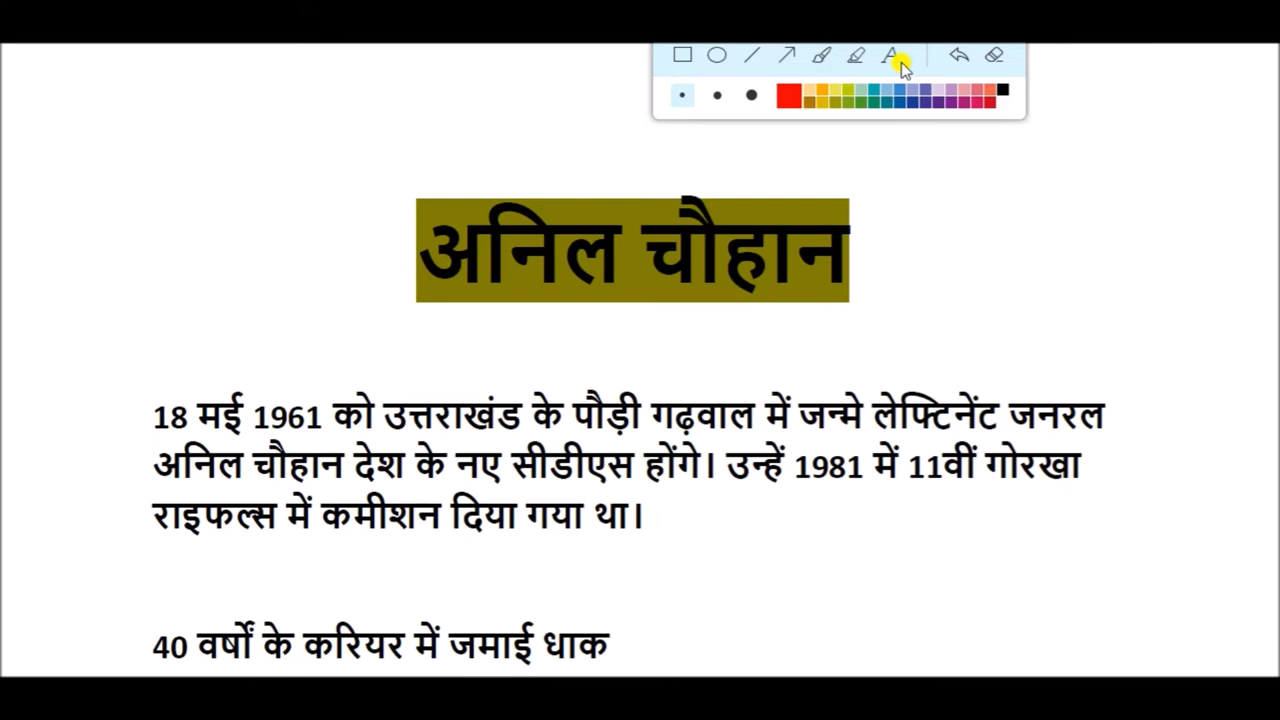 अनिल चौहान
18 मई 1961 को उत्तराखंड के पौड़ी गढ़वाल में जन्मे लेफ्टिनेंट जनरल
अनिल चौहान देश के नए सीडीएस होंगे। उन्हें 1981 में 11वीं गोरखा
राइफल्स में कमीशन दिया गया था।
40 वर्षों के करियर में जमाई धाक